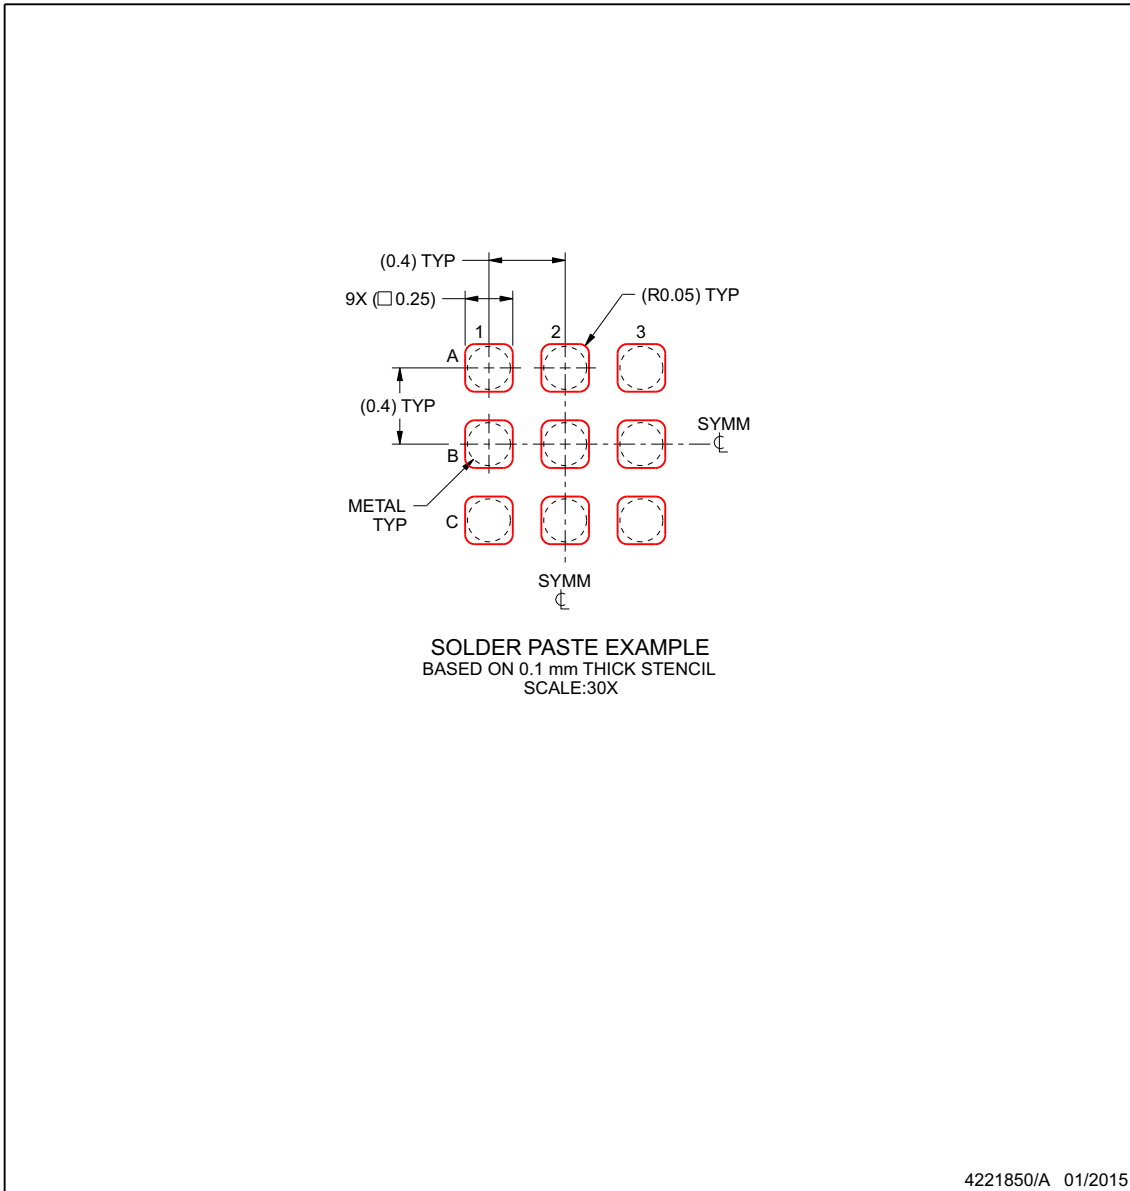 (0.4) TYP
9X (□ 0.25)
(R0.05) TYP
1 2 3
A
(0.4) TYP
SYMM
℄
B
METAL
TYP
C
SYMM
℄
SOLDER PASTE EXAMPLE
BASED ON 0.1 mm THICK STENCIL
SCALE:30X
4221850/A 01/2015